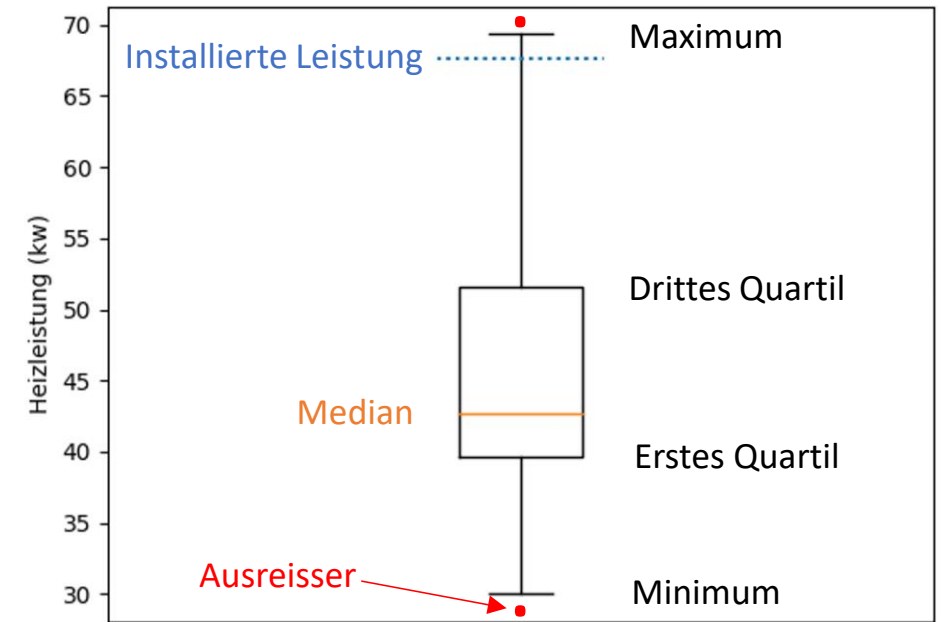 70
Maximum
Installierte Leistung
65
60
55
Heizleistung (kw)
Drittes Quartil
50
45
Median
40
Erstes Quartil
35
Ausreisser
30
Minimum